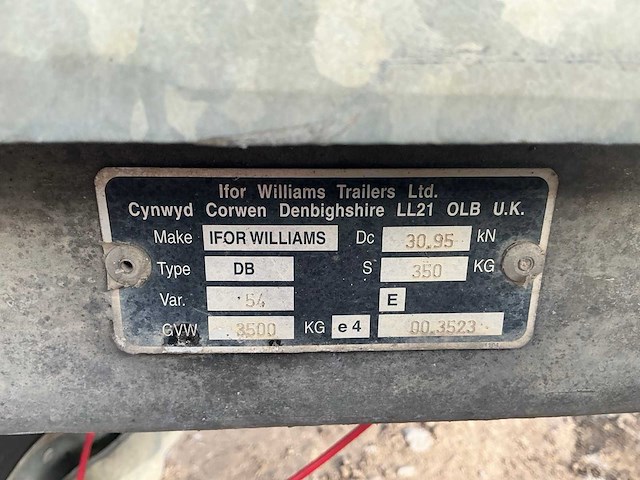 Ifor Williams Trailers Ltd.
Cynwyd Corwen Denbighshire LL21 OLB U.K.
Make IFOR WILLIAMS Dc 30.95 kN
Type DB S 350 KG
Var. 54 E
GVW 3500 KG e4 00.3523